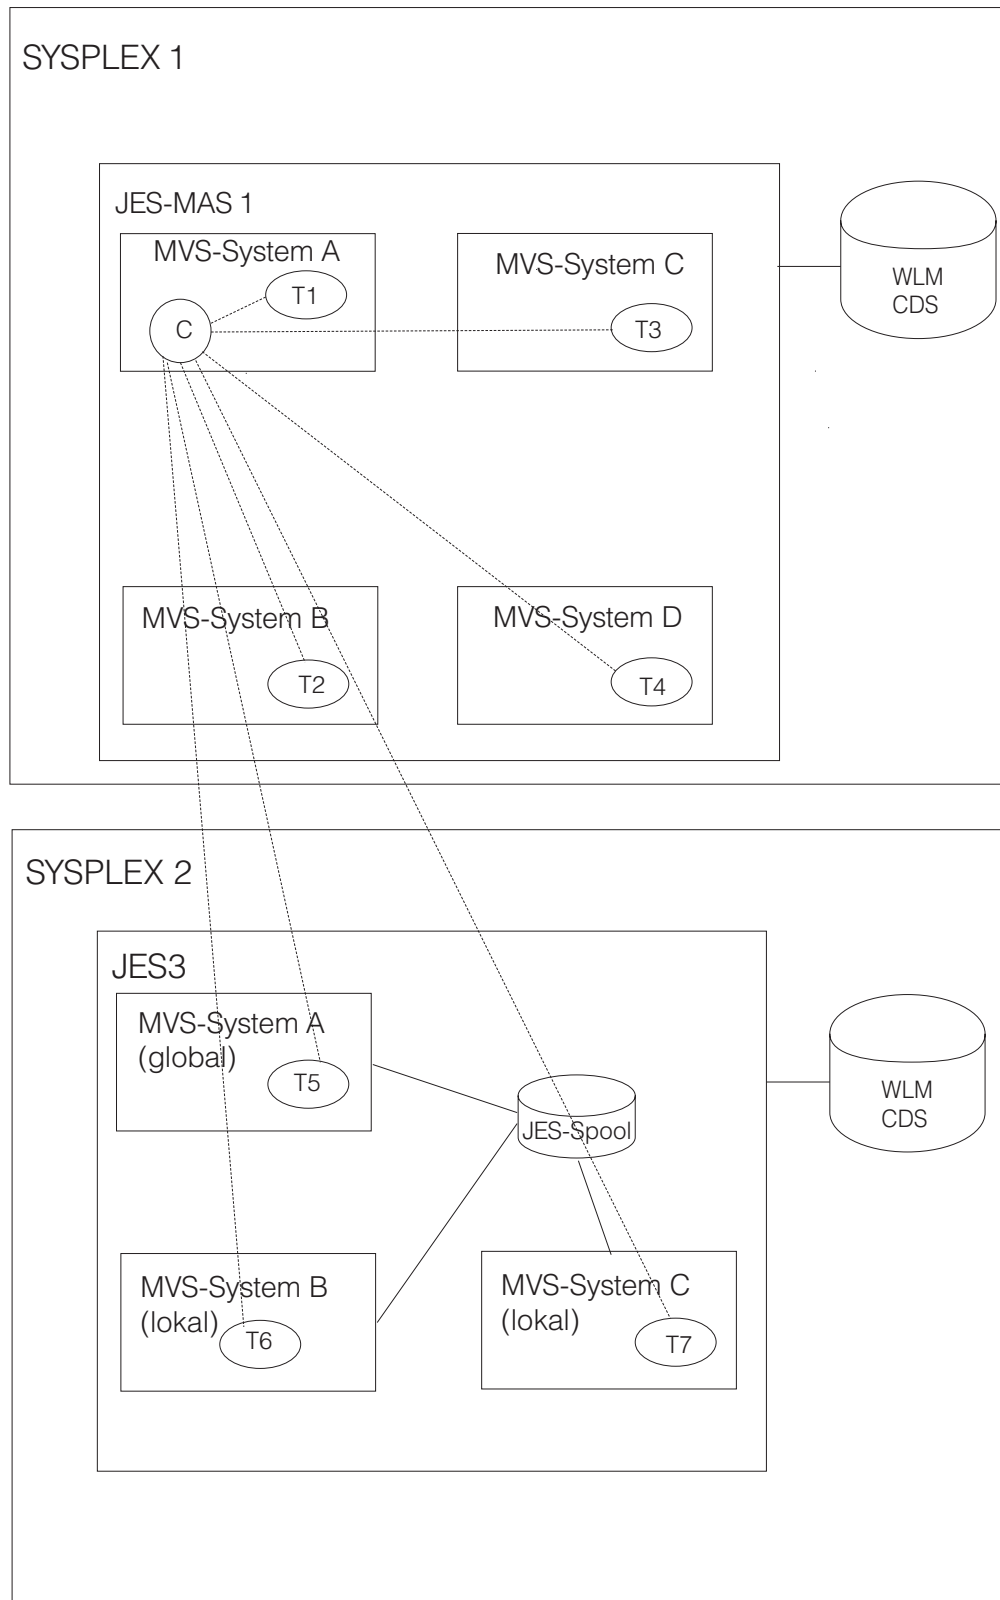 SYSPLEX 1
JES-MAS 1
MVS-System A
T1
C
MVS-System C
T3
WLM
CDS
MVS-System B
T2
MVS-System D
T4
SYSPLEX 2
JES3
MVS-System A
(global)
T5
JES-Spool
WLM
CDS
MVS-System B
(lokal)
T6
MVS-System C
(lokal)
T7